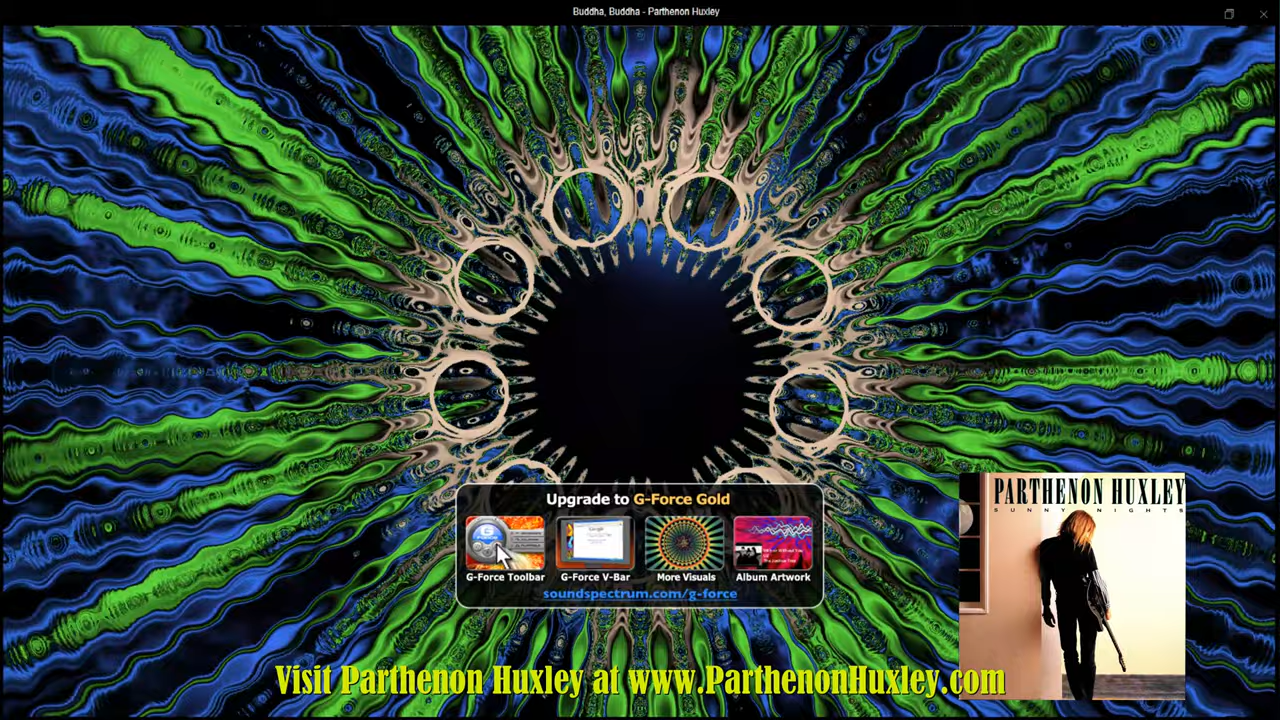 Buddha, Buddha - Parthenon Huxley
PARTHENON HUXLEY
SUNNY NIGHTS
Upgrade to G-Force Gold
G-Force Toolbar
G-Force V-Bar
More Visuals
Album Artwork
soundspectrum.com/g-force
Visit Parthenon Huxley at www.ParthenonHuxley.com